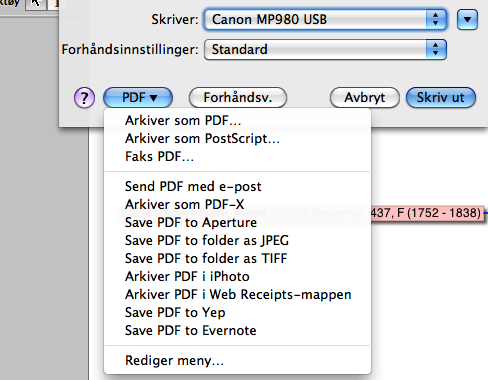 tøy
Skriver: Canon MP980 USB
Forhåndsinnstillinger: Standard
? PDF ▼ Forhåndsv. Avbryt Skriv ut
Arkiver som PDF...
Arkiver som PostScript...
Faks PDF...
Send PDF med e-post
Arkiver som PDF-X
437, F (1752 - 1838)
Save PDF to Aperture
Save PDF to folder as JPEG
Save PDF to folder as TIFF
Arkiver PDF i iPhoto
Arkiver PDF i Web Receipts-mappen
Save PDF to Yep
Save PDF to Evernote
Rediger meny...